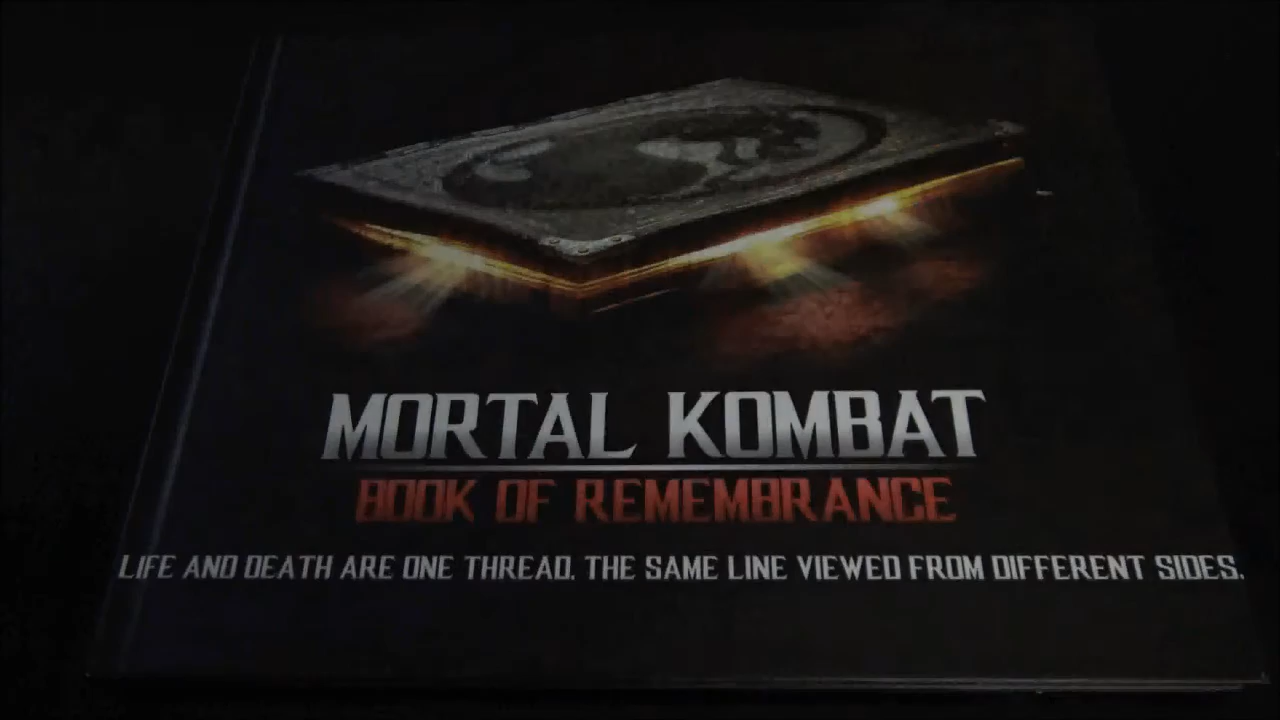 MORTAL KOMBAT
BOOK OF REMEMBRANCE
LIFE AND DEATH ARE ONE THREAD, THE SAME LINE VIEWED FROM DIFFERENT SIDES.